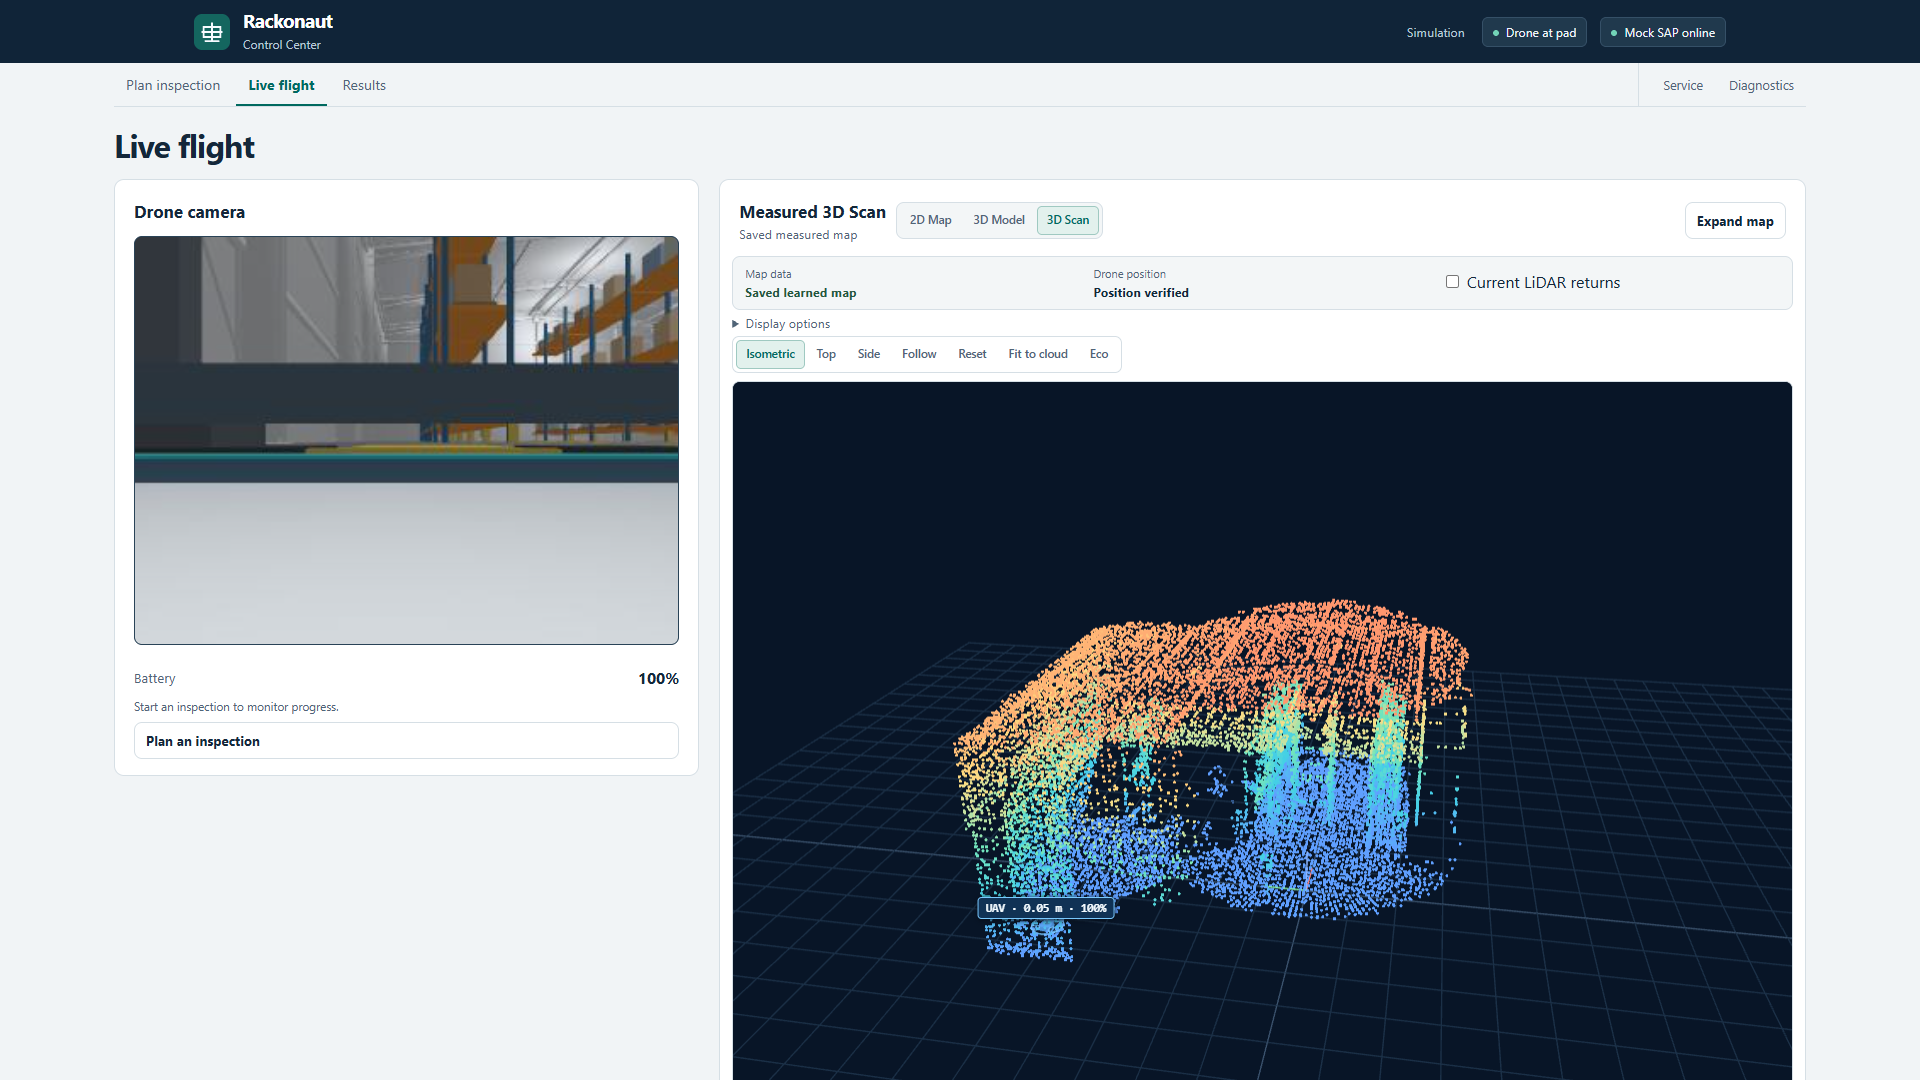 Rackonaut
Control Center
Simulation
Drone at pad
Mock SAP online
Plan inspection
Live flight
Results
Service
Diagnostics
Live flight
Drone camera
Battery
100%
Start an inspection to monitor progress.
Plan an inspection
Measured 3D Scan
Saved measured map
2D Map
3D Model
3D Scan
Expand map
Map data
Saved learned map
Drone position
Position verified
Current LiDAR returns
Display options
Isometric
Top
Side
Follow
Reset
Fit to cloud
Eco
UAV · 0.05 m · 100%